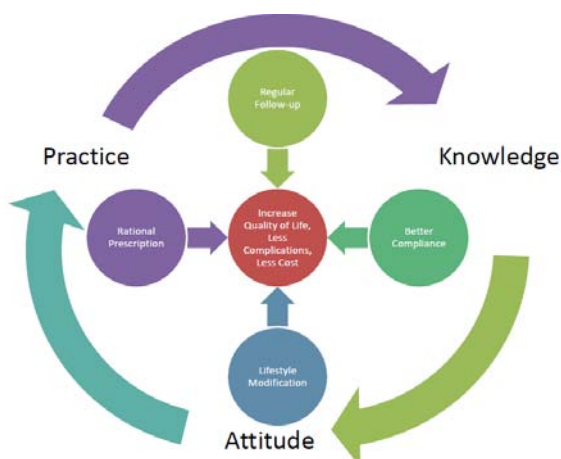 Regular
Follow-up
Practice
Knowledge
Rational
Prescription
Increase
Quality of Life,
Less
Complications,
Less Cost
Better
Compliance
Lifestyle
Modification
Attitude